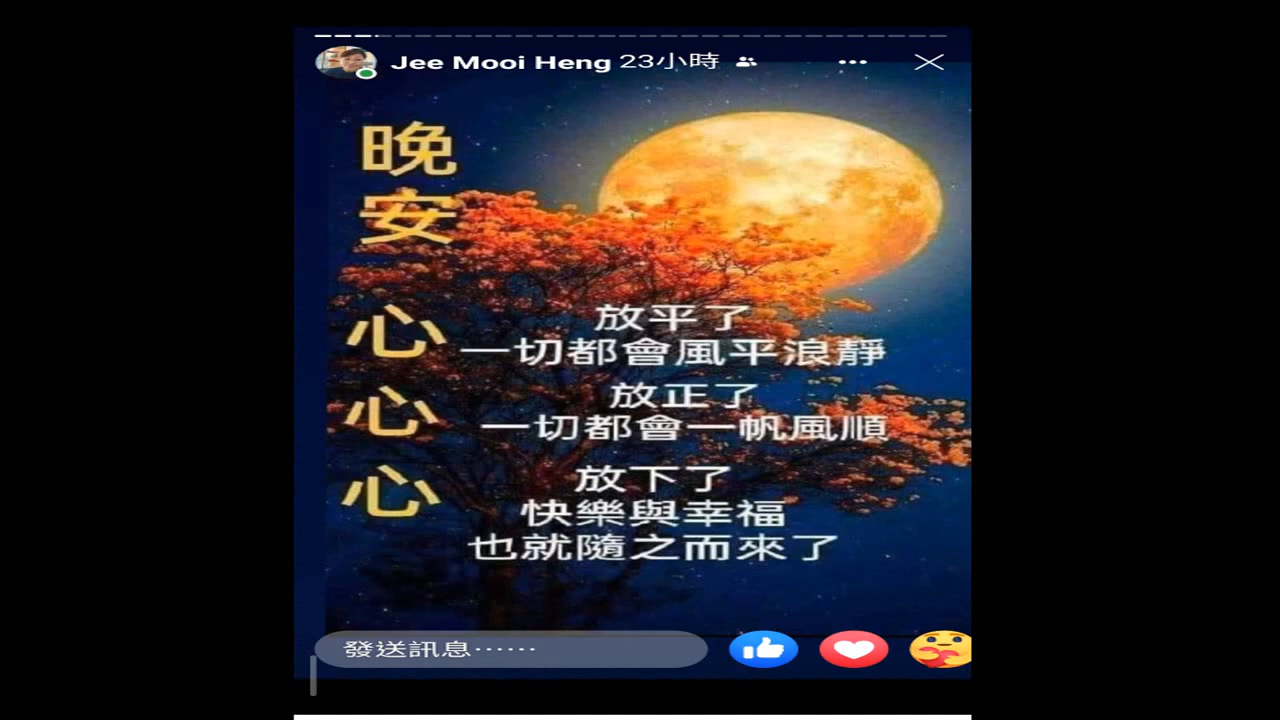 Jee Mooi Heng 23小時
晚
安
心 放平了
一切都會風平浪靜
心 放正了
一切都會一帆風順
心 放下了
快樂與幸福
也就隨之而來了
發送訊息……